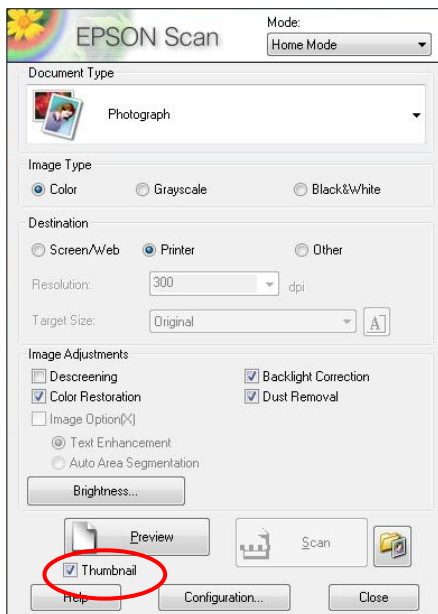 EPSON Scan
Mode:
Home Mode
Document Type
Photograph
Image Type
Color Grayscale Black&White
Destination
Screen/Web Printer Other
Resolution: 300 dpi
Target Size: Original A
Image Adjustments
Descreening Backlight Correction
Color Restoration Dust Removal
Image Option(X)
Text Enhancement
Auto Area Segmentation
Brightness...
Preview Scan
Thumbnail
Help Configuration... Close